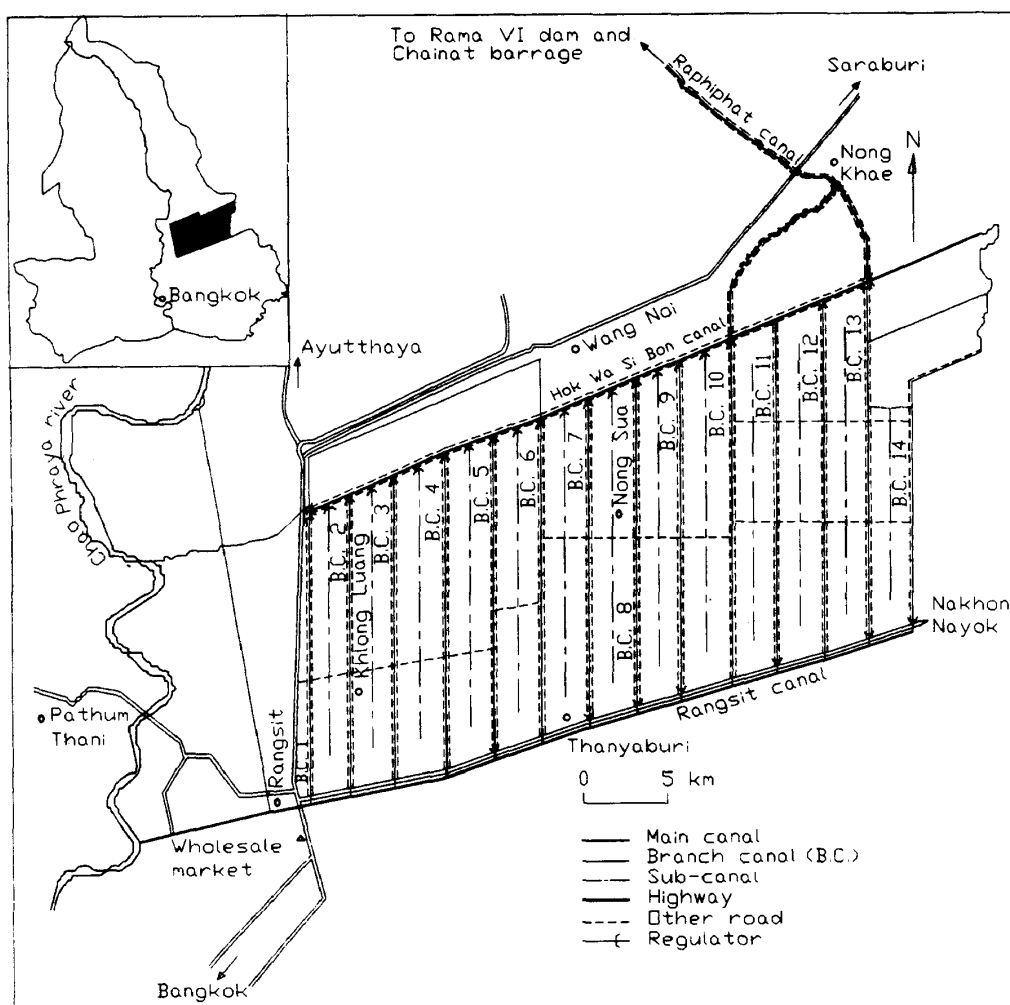 To Rama VI dam and
Chainat barrage
Saraburi
Raphiphat canal
Nong
Khae
N
Bangkok
Ayutthaya
Wang Noi
Hok Wa Si Bon canal
Chao Phraya river
B.C. 1
B.C. 2
B.C. 3
B.C. 4
B.C. 5
B.C. 6
B.C. 7
B.C. 8
B.C. 9
B.C. 10
B.C. 11
B.C. 12
B.C. 13
B.C. 14
Khlong Luang
Nong Sua
Nakhon
Nayok
Rangsit canal
Pathum
Thani
Rangsit
Thanyaburi
Wholesale
market
Bangkok
0 5 km
Main canal
Branch canal (B.C.)
Sub-canal
Highway
Other road
Regulator